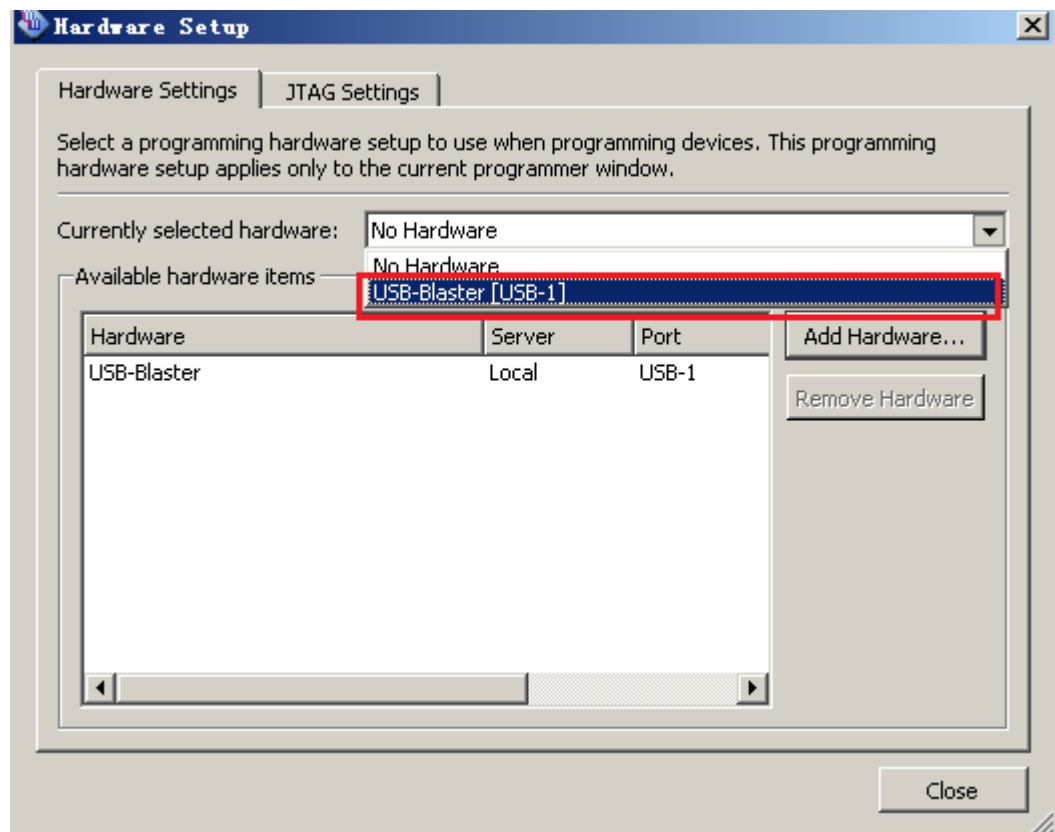 Hardware Setup
Hardware Settings
JTAG Settings
Select a programming hardware setup to use when programming devices. This programming
hardware setup applies only to the current programmer window.
Currently selected hardware:
No Hardware
No Hardware
USB-Blaster [USB-1]
Available hardware items
Hardware Server Port
USB-Blaster Local USB-1
Add Hardware...
Remove Hardware
Close